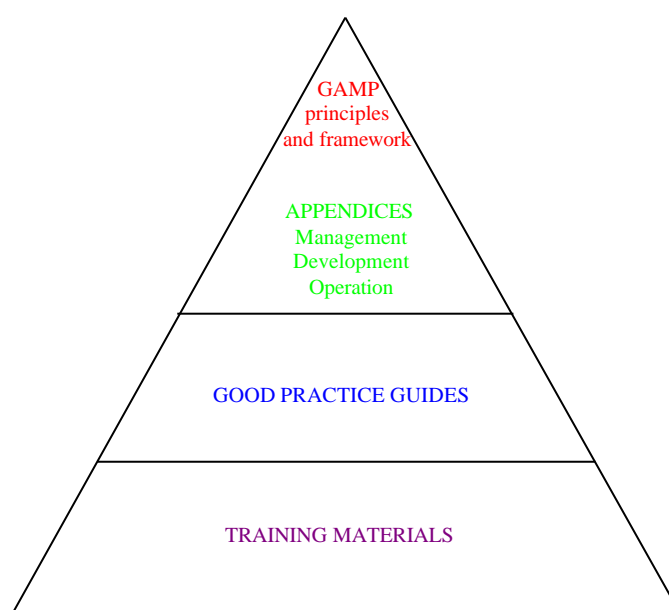 GAMP
principles
and framework
APPENDICES
Management
Development
Operation
GOOD PRACTICE GUIDES
TRAINING MATERIALS